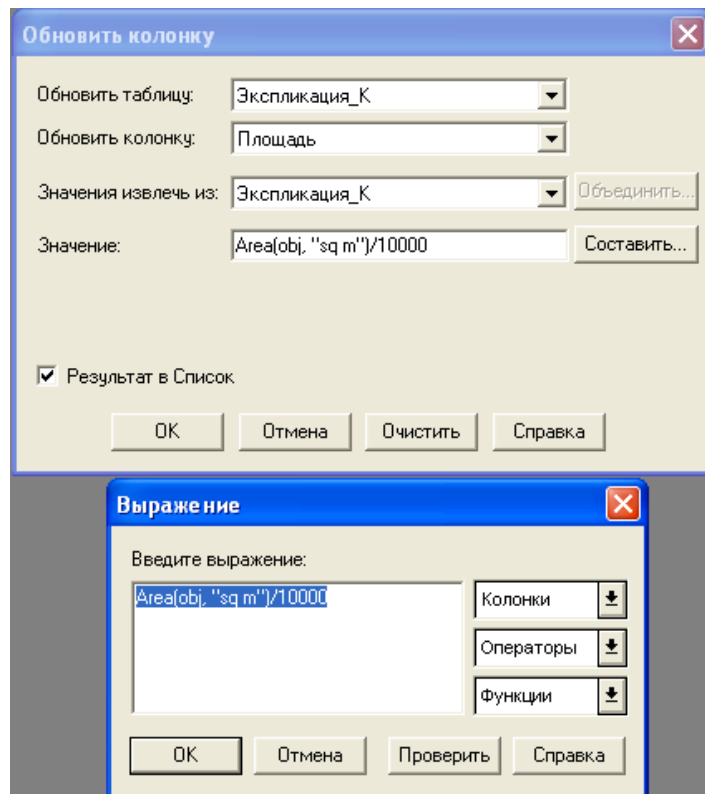 Обновить колонку
Обновить таблицу: Экспликация_К
Обновить колонку: Площадь
Значения извлечь из: Экспликация_К Объединить...
Значение: Area(obj, "sq m")/10000 Составить...
Результат в Список
OK Отмена Очистить Справка
Выражение
Введите выражение:
Area(obj, "sq m")/10000
Колонки
Операторы
Функции
OK Отмена Проверить Справка